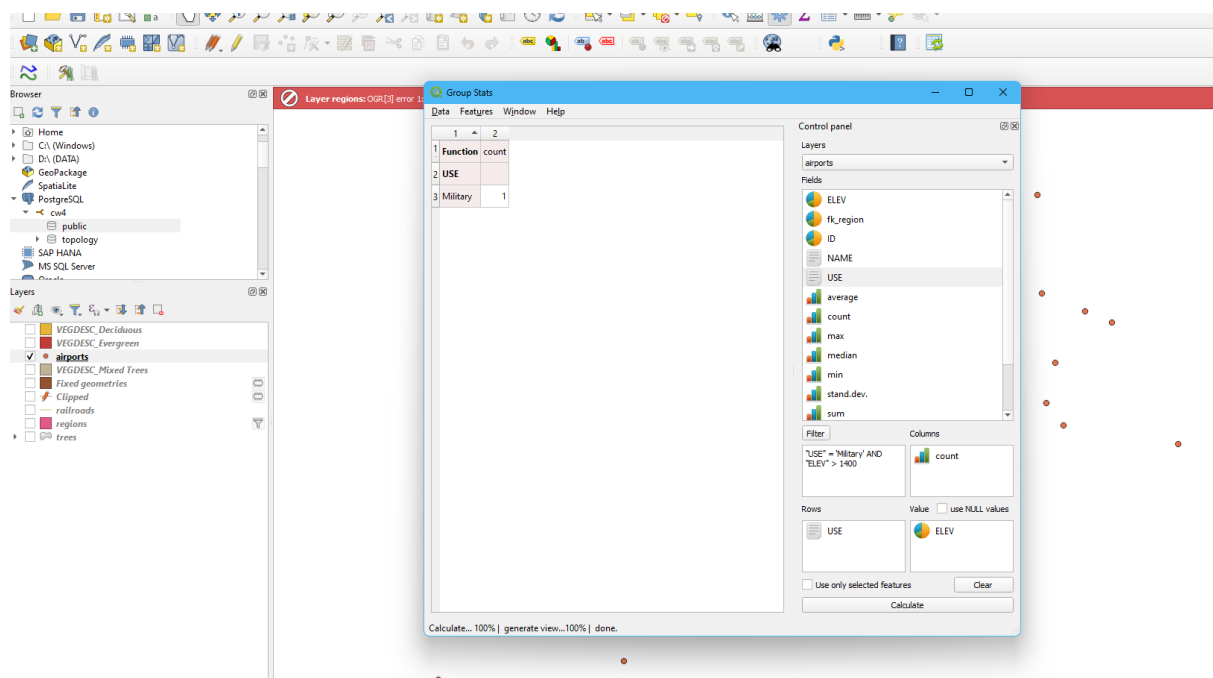 Browser
Layer regions: OGR[3] error 1:
Home
C:\ (Windows)
D:\ (DATA)
GeoPackage
SpatiaLite
PostgreSQL
cw4
public
topology
SAP HANA
MS SQL Server
Layers
VEGDESC_Deciduous
VEGDESC_Evergreen
airports
VEGDESC_Mixed Trees
Fixed geometries
Clipped
railroads
regions
trees
Group Stats
Data Features Window Help
1 2
1 Function count
2 USE
3 Military 1
Calculate... 100% | generate view...100% | done.
Control panel
Layers
airports
Fields
ELEV
fk_region
ID
NAME
USE
average
count
max
median
min
stand.dev.
sum
Filter Columns
"USE" = 'Military' AND
"ELEV" > 1400
count
Rows Value use NULL values
USE ELEV
Use only selected features Clear
Calculate